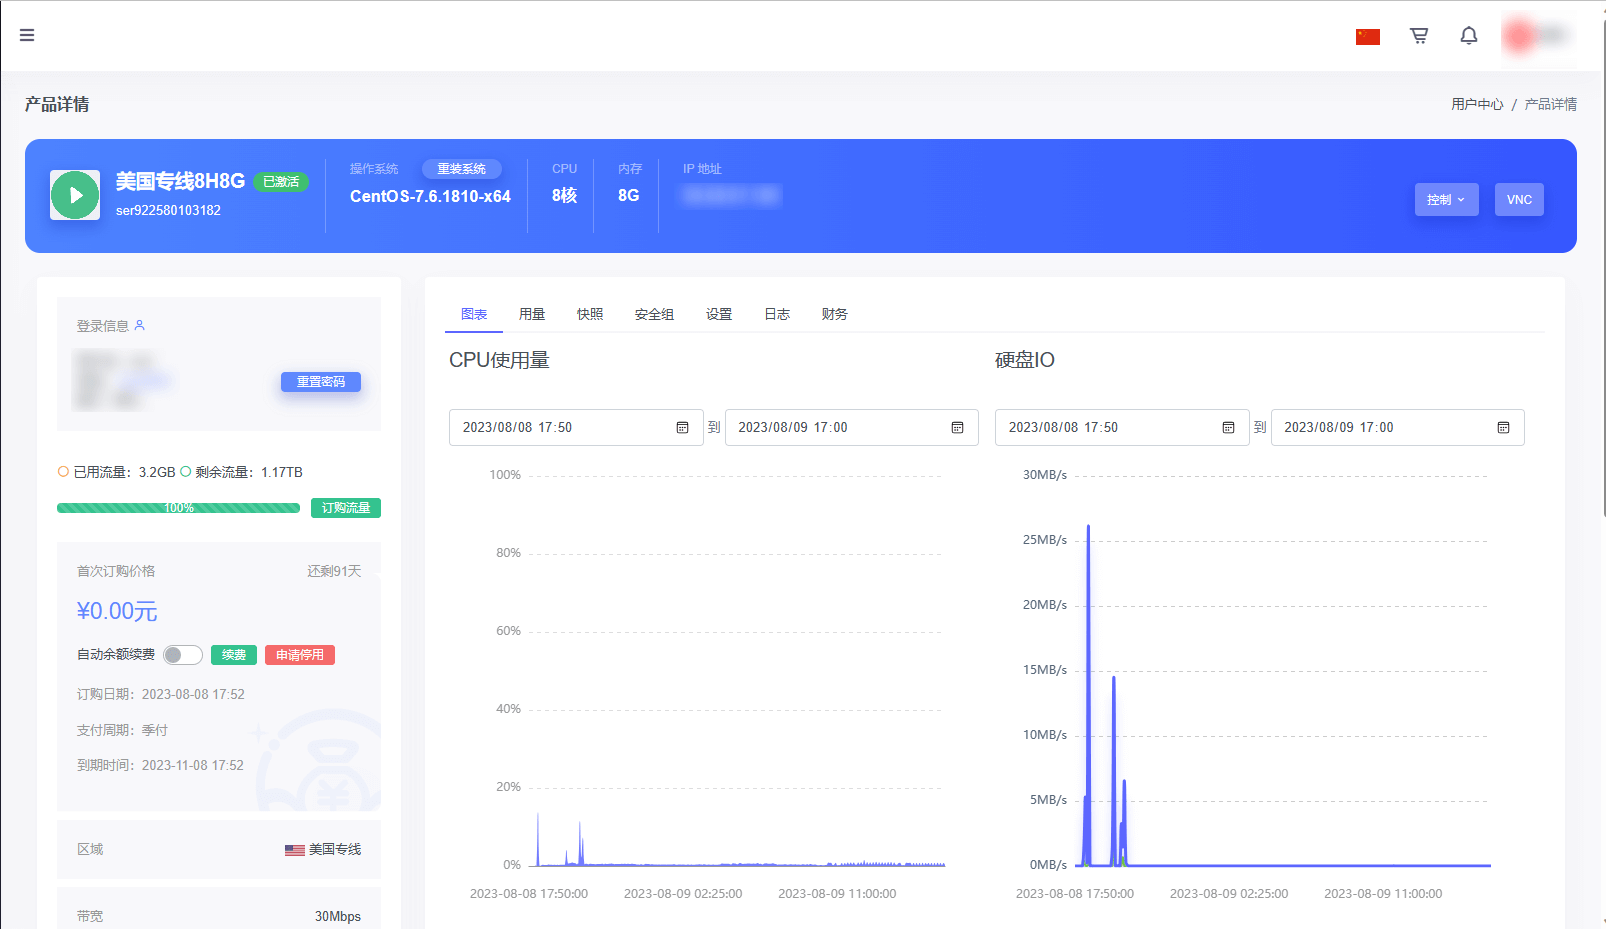 产品详情
用户中心 / 产品详情
美国专线8H8G 已激活
ser922580103182
操作系统 重装系统
CentOS-7.6.1810-x64
CPU
8核
内存
8G
IP 地址
控制
VNC
登录信息
重置密码
已用流量：3.2GB 剩余流量：1.17TB
100%
订购流量
首次订购价格 还剩91天
¥0.00元
自动余额续费 续费 申请停用
订购日期：2023-08-08 17:52
支付周期：季付
到期时间：2023-11-08 17:52
区域 美国专线
带宽 30Mbps
图表 用量 快照 安全组 设置 日志 财务
CPU使用量
2023/08/08 17:50 到 2023/08/09 17:00
100%
80%
60%
40%
20%
0%
2023-08-08 17:50:00 2023-08-09 02:25:00 2023-08-09 11:00:00
硬盘IO
2023/08/08 17:50 到 2023/08/09 17:00
30MB/s
25MB/s
20MB/s
15MB/s
10MB/s
5MB/s
0MB/s
2023-08-08 17:50:00 2023-08-09 02:25:00 2023-08-09 11:00:00